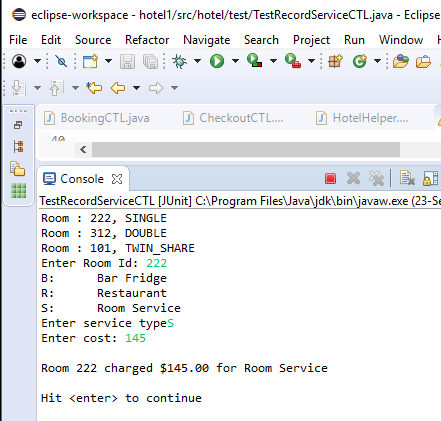 eclipse-workspace - hotel1/src/hotel/test/TestRecordServiceCTL.java - Eclips
File Edit Source Refactor Navigate Search Project Run Window
BookingCTL.java CheckoutCTL.... HotelHelper....
40
Console
TestRecordServiceCTL [JUnit] C:\Program Files\Java\jdk\bin\javaw.exe (23-Se
Room : 222, SINGLE
Room : 312, DOUBLE
Room : 101, TWIN_SHARE
Enter Room Id: 222
B: Bar Fridge
R: Restaurant
S: Room Service
Enter service typeS
Enter cost: 145
Room 222 charged $145.00 for Room Service
Hit <enter> to continue